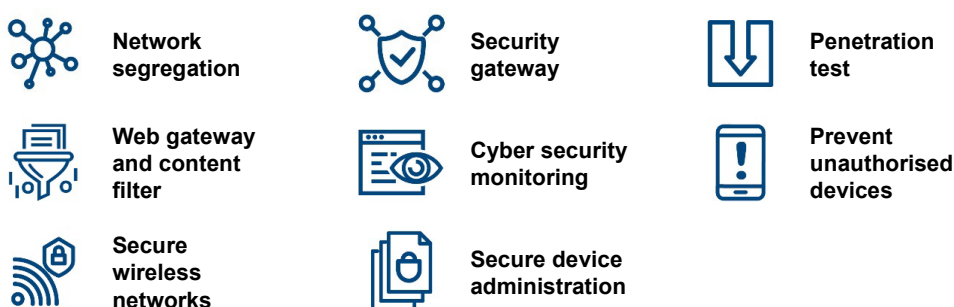 Network
segregation
Security
gateway
Penetration
test
Web gateway
and content
filter
Cyber security
monitoring
Prevent
unauthorised
devices
Secure
wireless
networks
Secure device
administration